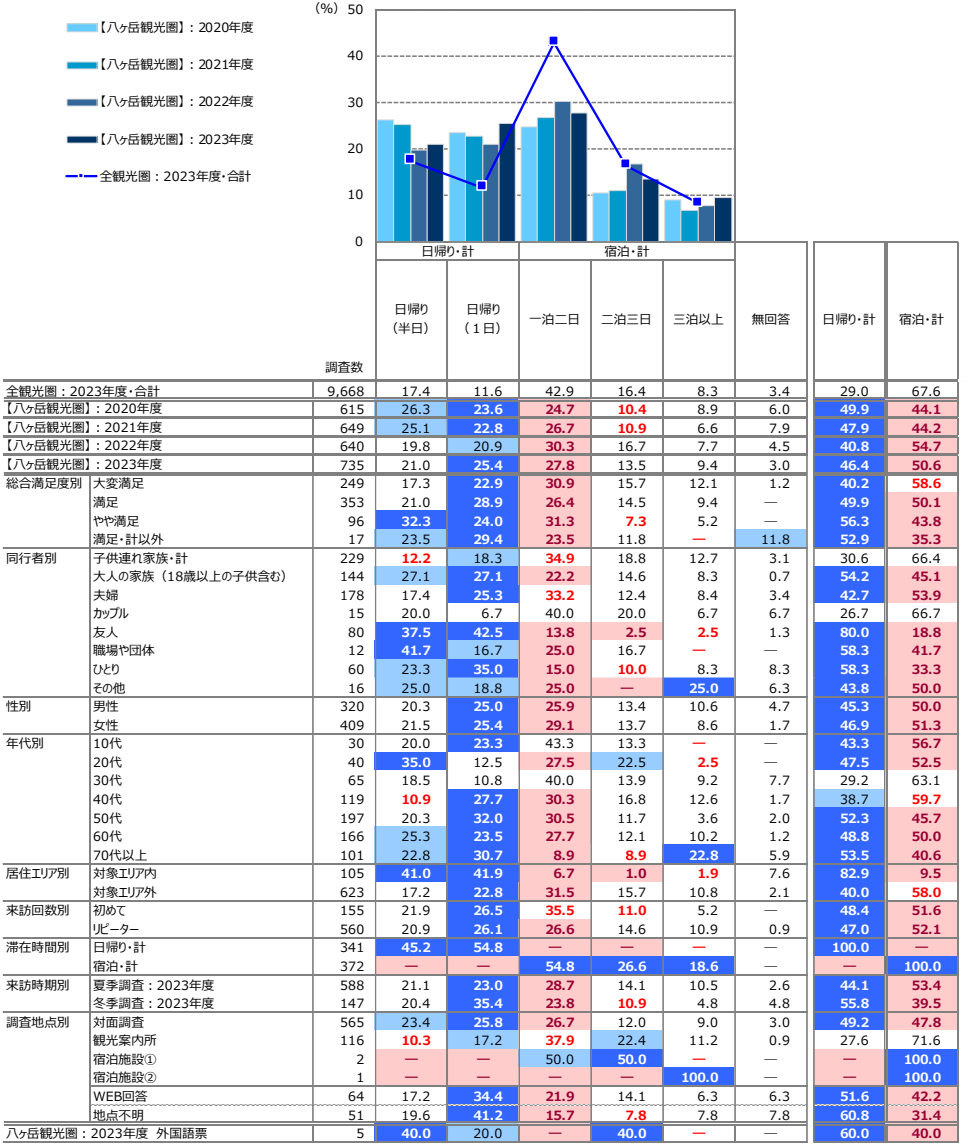 (%) 50
40
30
20
10
0
【八ヶ岳観光圏】：2020年度
【八ヶ岳観光圏】：2021年度
【八ヶ岳観光圏】：2022年度
【八ヶ岳観光圏】：2023年度
全観光圏：2023年度・合計
日帰り・計 宿泊・計
調査数 日帰り（半日） 日帰り（１日） 一泊二日 二泊三日 三泊以上 無回答 日帰り・計 宿泊・計
全観光圏：2023年度・合計 9,668 17.4 11.6 42.9 16.4 8.3 3.4 29.0 67.6
【八ヶ岳観光圏】：2020年度 615 26.3 23.6 24.7 10.4 8.9 6.0 49.9 44.1
【八ヶ岳観光圏】：2021年度 649 25.1 22.8 26.7 10.9 6.6 7.9 47.9 44.2
【八ヶ岳観光圏】：2022年度 640 19.8 20.9 30.3 16.7 7.7 4.5 40.8 54.7
【八ヶ岳観光圏】：2023年度 735 21.0 25.4 27.8 13.5 9.4 3.0 46.4 50.6
総合満足度別 大変満足 249 17.3 22.9 30.9 15.7 12.1 1.2 40.2 58.6
満足 353 21.0 28.9 26.4 14.5 9.4 — 49.9 50.1
やや満足 96 32.3 24.0 31.3 7.3 5.2 — 56.3 43.8
満足・計以外 17 23.5 29.4 23.5 11.8 — 11.8 52.9 35.3
同行者別 子供連れ家族・計 229 12.2 18.3 34.9 18.8 12.7 3.1 30.6 66.4
大人の家族（18歳以上の子供含む） 144 27.1 27.1 22.2 14.6 8.3 0.7 54.2 45.1
夫婦 178 17.4 25.3 33.2 12.4 8.4 3.4 42.7 53.9
カップル 15 20.0 6.7 40.0 20.0 6.7 6.7 26.7 66.7
友人 80 37.5 42.5 13.8 2.5 2.5 1.3 80.0 18.8
職場や団体 12 41.7 16.7 25.0 16.7 — — 58.3 41.7
ひとり 60 23.3 35.0 15.0 10.0 8.3 8.3 58.3 33.3
その他 16 25.0 18.8 25.0 — 25.0 6.3 43.8 50.0
性別 男性 320 20.3 25.0 25.9 13.4 10.6 4.7 45.3 50.0
女性 409 21.5 25.4 29.1 13.7 8.6 1.7 46.9 51.3
年代別 10代 30 20.0 23.3 43.3 13.3 — — 43.3 56.7
20代 40 35.0 12.5 27.5 22.5 2.5 — 47.5 52.5
30代 65 18.5 10.8 40.0 13.9 9.2 7.7 29.2 63.1
40代 119 10.9 27.7 30.3 16.8 12.6 1.7 38.7 59.7
50代 197 20.3 32.0 30.5 11.7 3.6 2.0 52.3 45.7
60代 166 25.3 23.5 27.7 12.1 10.2 1.2 48.8 50.0
70代以上 101 22.8 30.7 8.9 8.9 22.8 5.9 53.5 40.6
居住エリア別 対象エリア内 105 41.0 41.9 6.7 1.0 1.9 7.6 82.9 9.5
対象エリア外 623 17.2 22.8 31.5 15.7 10.8 2.1 40.0 58.0
来訪回数別 初めて 155 21.9 26.5 35.5 11.0 5.2 — 48.4 51.6
リピーター 560 20.9 26.1 26.6 14.6 10.9 0.9 47.0 52.1
滞在時間別 日帰り・計 341 45.2 54.8 — — — — 100.0 —
宿泊・計 372 — — 54.8 26.6 18.6 — — 100.0
来訪時期別 夏季調査：2023年度 588 21.1 23.0 28.7 14.1 10.5 2.6 44.1 53.4
冬季調査：2023年度 147 20.4 35.4 23.8 10.9 4.8 4.8 55.8 39.5
調査地点別 対面調査 565 23.4 25.8 26.7 12.0 9.0 3.0 49.2 47.8
観光案内所 116 10.3 17.2 37.9 22.4 11.2 0.9 27.6 71.6
宿泊施設① 2 — — 50.0 50.0 — — — 100.0
宿泊施設② 1 — — — — 100.0 — — 100.0
WEB回答 64 17.2 34.4 21.9 14.1 6.3 6.3 51.6 42.2
地点不明 51 19.6 41.2 15.7 7.8 7.8 7.8 60.8 31.4
八ヶ岳観光圏：2023年度 外国語票 5 40.0 20.0 — 40.0 — — 60.0 40.0